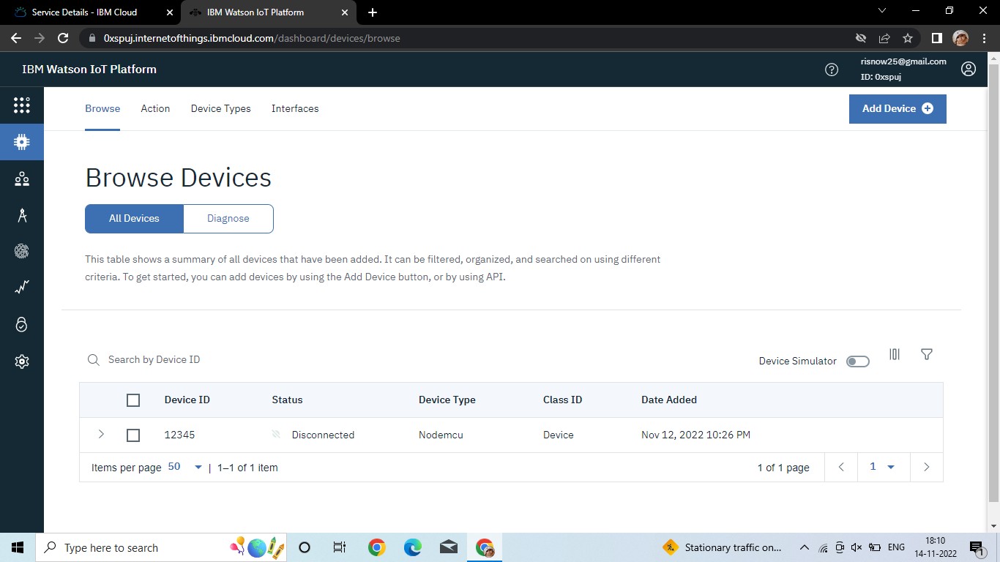 Service Details - IBM Cloud
IBM Watson IoT Platform
0xspuj.internetofthings.ibmcloud.com/dashboard/devices/browse
IBM Watson IoT Platform
risnow25@gmail.com
ID: 0xspuj
Browse Action Device Types Interfaces
Add Device
Browse Devices
All Devices Diagnose
This table shows a summary of all devices that have been added. It can be filtered, organized, and searched on using different
criteria. To get started, you can add devices by using the Add Device button, or by using API.
Search by Device ID
Device Simulator
Device ID Status Device Type Class ID Date Added
12345 Disconnected Nodemcu Device Nov 12, 2022 10:26 PM
Items per page 50 | 1–1 of 1 item 1 of 1 page 1
Type here to search
Stationary traffic on...
ENG
18:10
14-11-2022
1